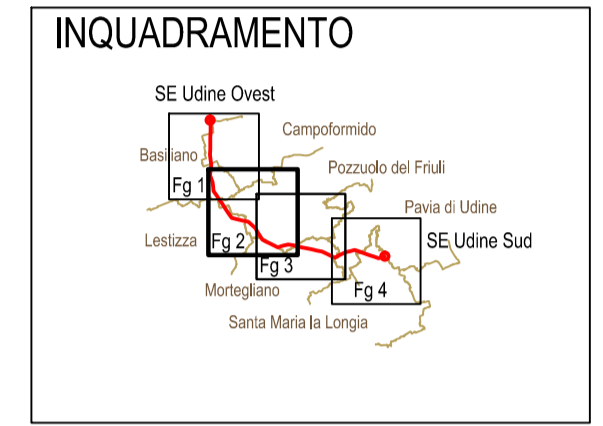 INQUADRAMENTO
SE Udine Ovest
Campoformido
Basiliano
Pozzuolo del Friuli
Fg 1
Pavia di Udine
Lestizza
Fg 2
SE Udine Sud
Fg 3
Mortegliano
Fg 4
Santa Maria la Longia